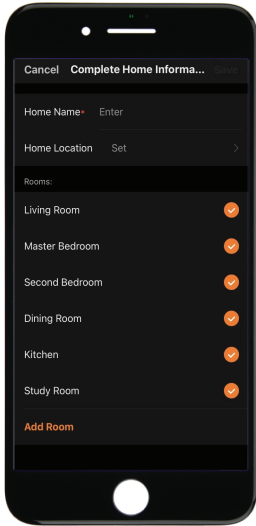 Cancel Complete Home Informa... Save
Home Name* Enter
Home Location Set
Rooms:
Living Room
Master Bedroom
Second Bedroom
Dining Room
Kitchen
Study Room
Add Room